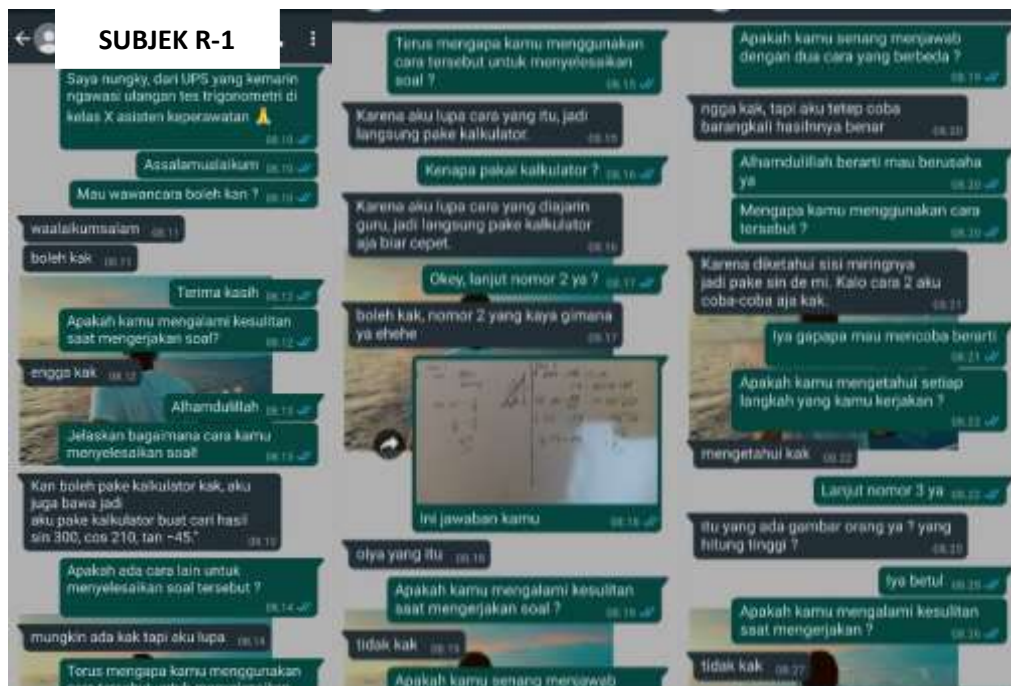 SUBJEK R-1
Saya nungky, dari UPS yang kemarin
ngawasi ulangan tes trigonometri di
kelas X asisten keperawatan 🙏
08.10
Assalamualaikum 08.10
Mau wawancara boleh kan ? 08.10
waalaikumsalam 08.11
boleh kak 08.11
Terima kasih 08.12
Apakah kamu mengalami kesulitan
saat mengerjakan soal? 08.12
engga kak 08.12
Alhamdulillah 08.13
Jelaskan bagaimana cara kamu
menyelesaikan soal! 08.13
Kan boleh pake kalkulator kak, aku
juga bawa jadi
aku pake kalkulator buat cari hasil
sin 300, cos 210, tan -45.°
08.13
Apakah ada cara lain untuk
menyelesaikan soal tersebut ?
08.14
mungkin ada kak tapi aku lupa 08.14
Terus mengapa kamu menggunakan
Terus mengapa kamu menggunakan
cara tersebut untuk menyelesaikan
soal ? 08.15
Karena aku lupa cara yang itu, jadi
langsung pake kalkulator. 08.15
Kenapa pakai kalkulator ? 08.16
Karena aku lupa cara yang diajarin
guru, jadi langsung pake kalkulator
aja biar cepet. 08.16
Okey, lanjut nomor 2 ya ? 08.17
boleh kak, nomor 2 yang kaya gimana
ya ehehe 08.17
Ini jawaban kamu 08.18
oiya yang itu 08.18
Apakah kamu mengalami kesulitan
saat mengerjakan soal ? 08.19
tidak kak 08.19
Apakah kamu senang menjawab
Apakah kamu senang menjawab
dengan dua cara yang berbeda ?
08.19
ngga kak, tapi aku tetep coba
barangkali hasilnya benar 08.20
Alhamdulillah berarti mau berusaha
ya 08.20
Mengapa kamu menggunakan cara
tersebut ? 08.20
Karena diketahui sisi miringnya
jadi pake sin de mi. Kalo cara 2 aku
coba-coba aja kak. 08.21
Iya gapapa mau mencoba berarti
08.21
Apakah kamu mengetahui setiap
langkah yang kamu kerjakan ?
08.22
mengetahui kak 08.22
Lanjut nomor 3 ya
Itu yang ada gambar orang ya ? yang
hitung tinggi ?
Iya betul
Apakah kamu mengalami kesulitan
saat mengerjakan ? 08.26
tidak kak 08.27